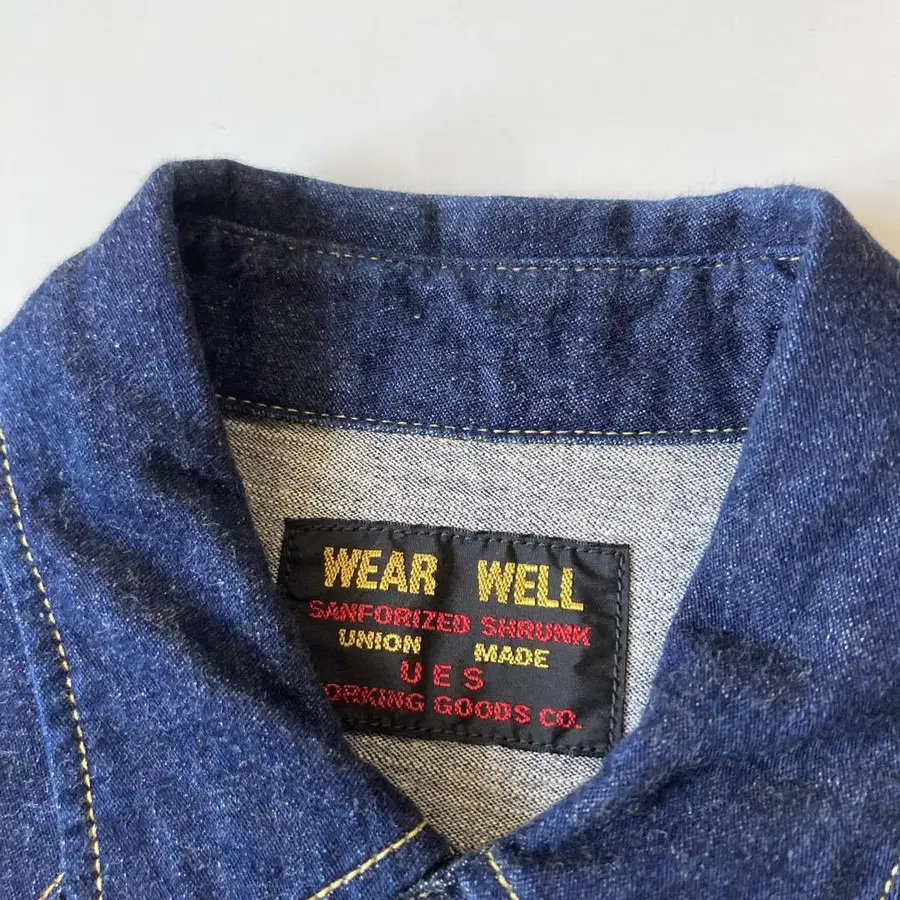 WEAR WELL
SANFORIZED SHRUNK
UNION MADE
UES
ORKING GOODS CO.